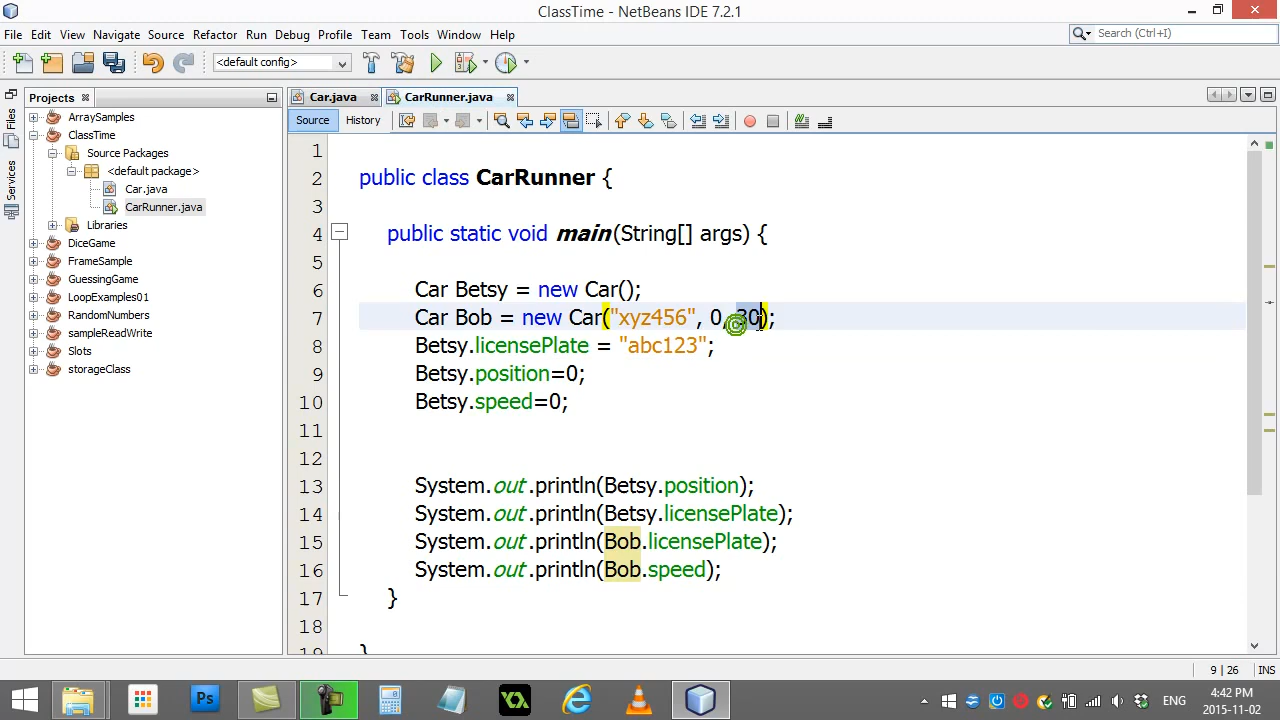 ClassTime - NetBeans IDE 7.2.1
File Edit View Navigate Source Refactor Run Debug Profile Team Tools Window Help
Search (Ctrl+I)
<default config>
Projects
Files
Services
ArraySamples
ClassTime
Source Packages
<default package>
Car.java
CarRunner.java
Libraries
DiceGame
FrameSample
GuessingGame
LoopExamples01
RandomNumbers
sampleReadWrite
Slots
storageClass
Car.java CarRunner.java
Source History
1
2 public class CarRunner {
3
4 public static void main(String[] args) {
5
6 Car Betsy = new Car();
7 Car Bob = new Car("xyz456", 0, 30);
8 Betsy.licensePlate = "abc123";
9 Betsy.position=0;
10 Betsy.speed=0;
11
12
13 System.out.println(Betsy.position);
14 System.out.println(Betsy.licensePlate);
15 System.out.println(Bob.licensePlate);
16 System.out.println(Bob.speed);
17 }
18
19 }
9 | 26 INS
Ps
ENG
4:42 PM
2015-11-02